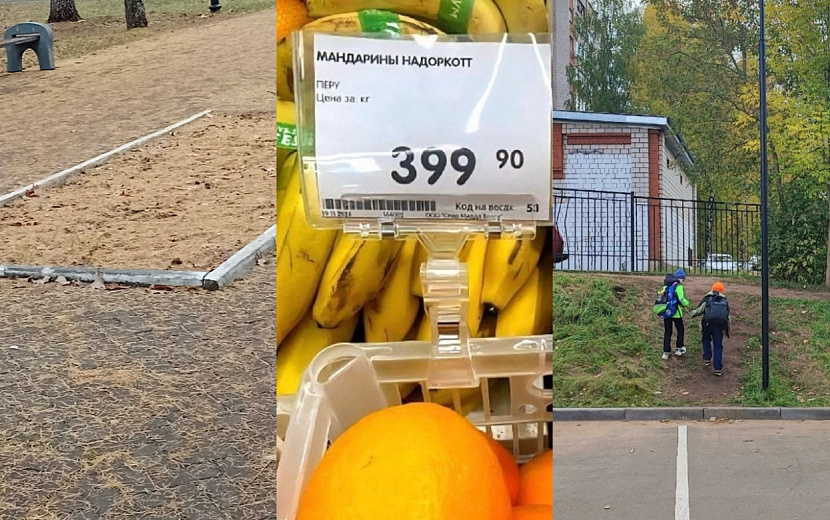 МАНДАРИНЫ НАДОРКОТТ
ПЕРУ
Цена за: кг
399 90
Код на весах: 53